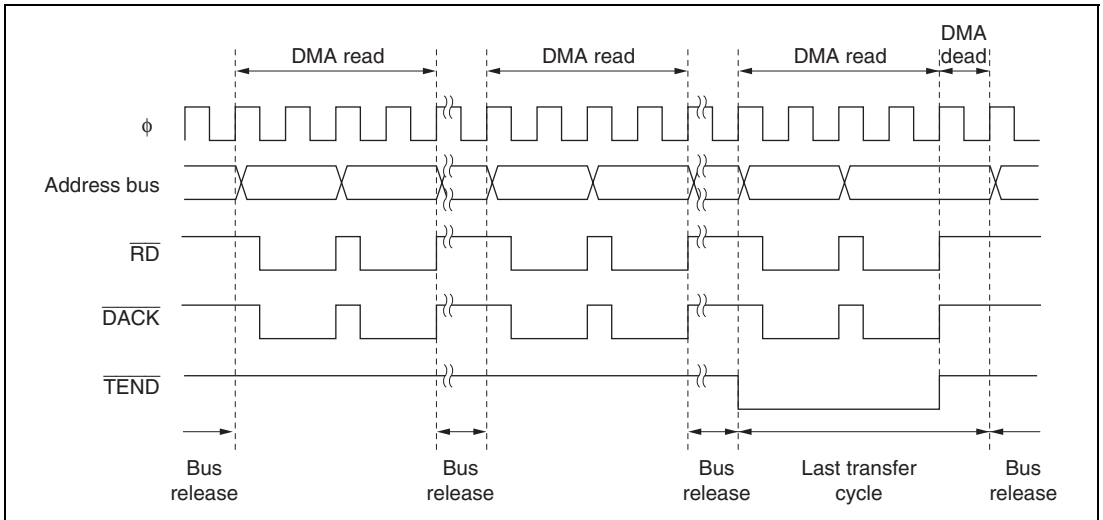 DMA read
DMA read
DMA read
DMA
dead
φ
Address bus
RD
DACK
TEND
Bus
release
Bus
release
Bus
release
Last transfer
cycle
Bus
release